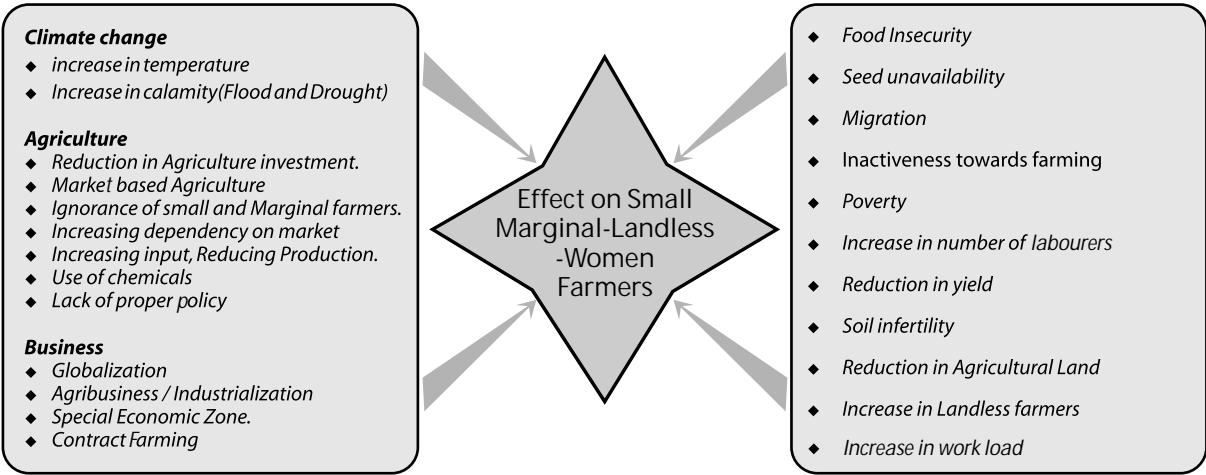 Climate change
◆ increase in temperature
◆ Increase in calamity(Flood and Drought)
Agriculture
◆ Reduction in Agriculture investment.
◆ Market based Agriculture
◆ Ignorance of small and Marginal farmers.
◆ Increasing dependency on market
◆ Increasing input, Reducing Production.
◆ Use of chemicals
◆ Lack of proper policy
Business
◆ Globalization
◆ Agribusiness / Industrialization
◆ Special Economic Zone.
◆ Contract Farming
Effect on Small
Marginal-Landless
-Women
Farmers
◆ Food Insecurity
◆ Seed unavailability
◆ Migration
◆ Inactiveness towards farming
◆ Poverty
◆ Increase in number of labourers
◆ Reduction in yield
◆ Soil infertility
◆ Reduction in Agricultural Land
◆ Increase in Landless farmers
◆ Increase in work load